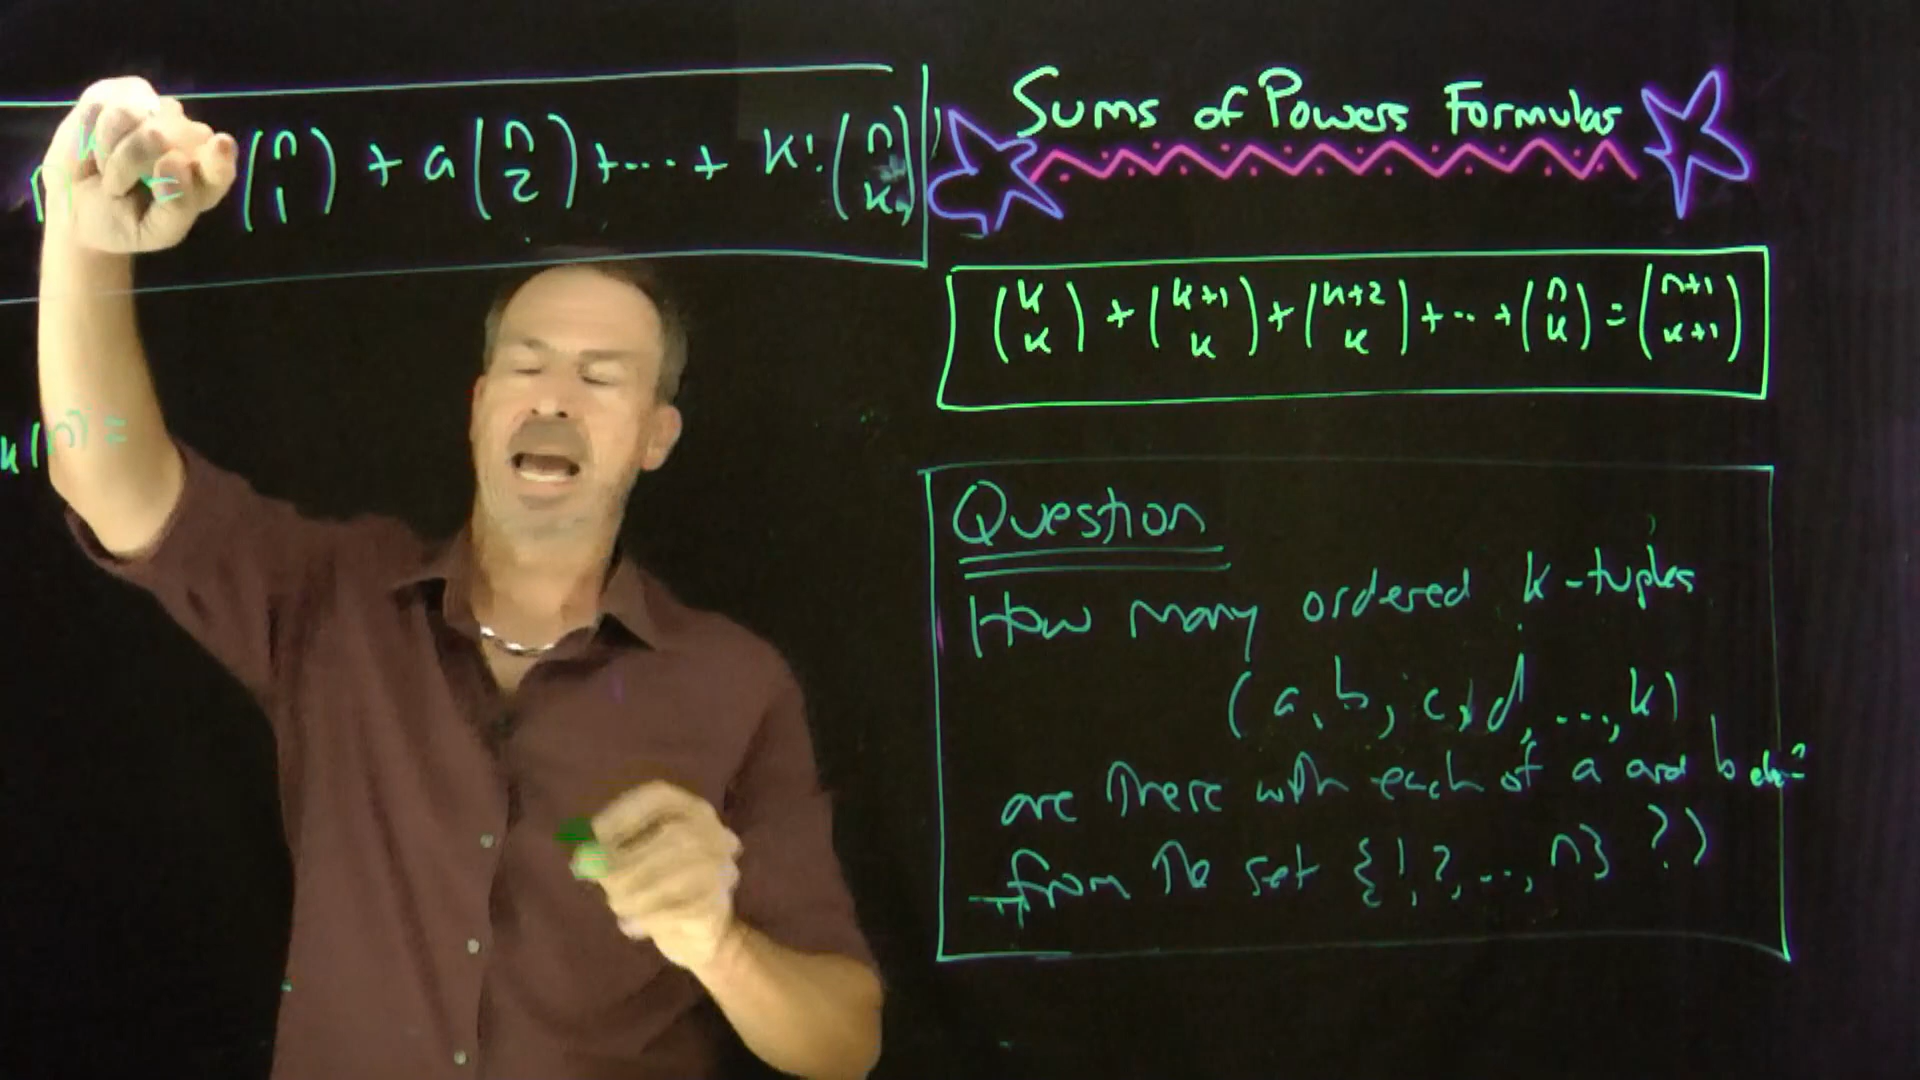 n^k = (n 1) + a (n 2) + ··· + k! (n k)
k(n) =
Sums of Powers Formulas
(k k) + (k+1 k) + (k+2 k) + ·· + (n k) = (n+1 k+1)
Question
How many ordered k-tuples
(a, b, c, d, ..., k)
are there with each of a and b
from the set {1, 2, .., n} ?)